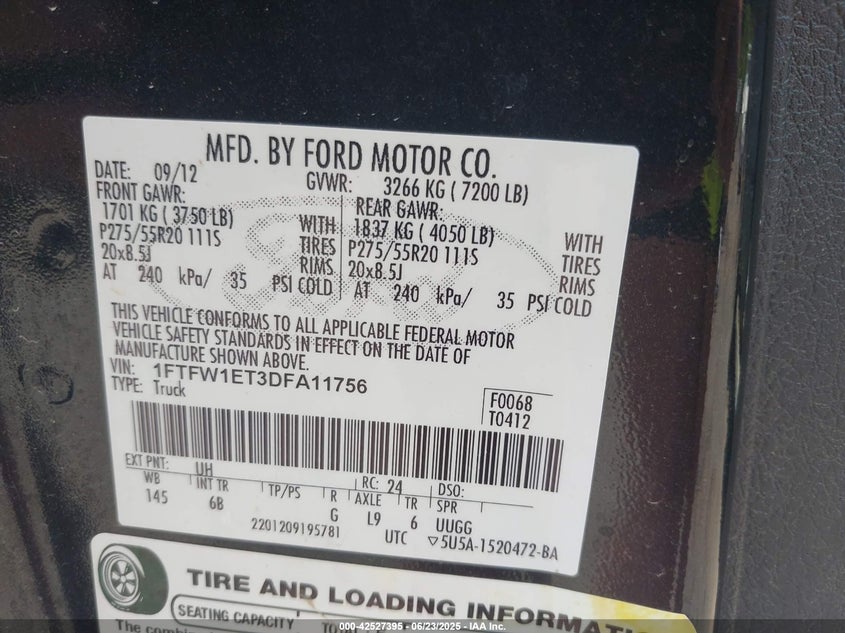 MFD. BY FORD MOTOR CO.
DATE: 09/12 GVWR: 3266 KG ( 7200 LB)
FRONT GAWR: REAR GAWR:
1701 KG ( 3750 LB) WITH 1837 KG ( 4050 LB) WITH
P275/55R20 111S TIRES P275/55R20 111S TIRES
20x8.5J RIMS 20x8.5J RIMS
AT 240 kPa/ 35 PSI COLD AT 240 kPa/ 35 PSI COLD
THIS VEHICLE CONFORMS TO ALL APPLICABLE FEDERAL MOTOR
VEHICLE SAFETY STANDARDS IN EFFECT ON THE DATE OF
MANUFACTURE SHOWN ABOVE.
VIN: 1FTFW1ET3DFA11756
TYPE: Truck
F0068
T0412
EXT PNT: UH RC: 24 DSO:
WB INT TR TP/PS R AXLE TR SPR
145 6B G L9 6 UUGG
2201209195781 UTC ▽5U5A-1520472-BA
TIRE AND LOADING INFORMATI
SEATING CAPACITY
The combin
© 42527395 - 06/23/2025 - IAA, Inc.